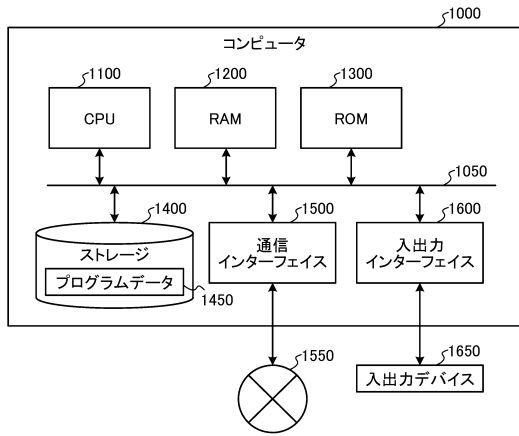 1000
コンピュータ
1100
1200
1300
CPU
RAM
ROM
1050
1400
1500
1600
ストレージ
プログラムデータ
1450
通信
インターフェイス
入出力
インターフェイス
1550
1650
入出力デバイス